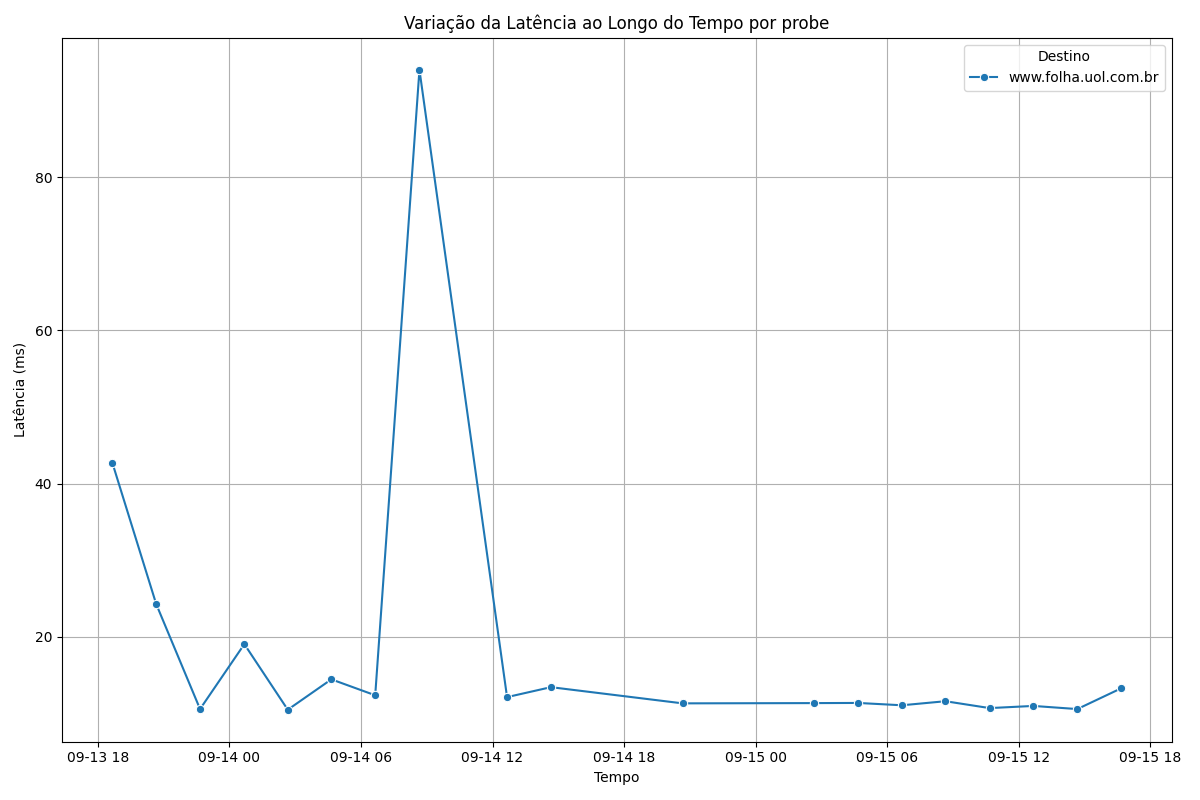 Variação da Latência ao Longo do Tempo por probe
Destino
www.folha.uol.com.br
Latência (ms)
80
60
40
20
09-13 18
09-14 00
09-14 06
09-14 12
09-14 18
09-15 00
09-15 06
09-15 12
09-15 18
Tempo